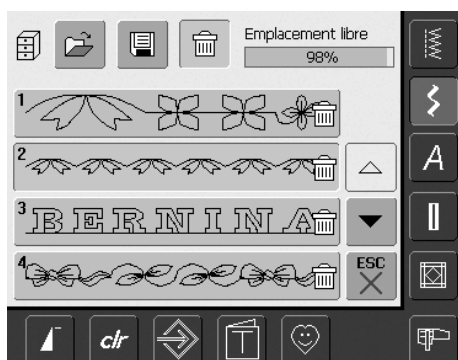 Emplacement libre
98%
1
2
3 BERNINA
4
ESC
A
clr
T